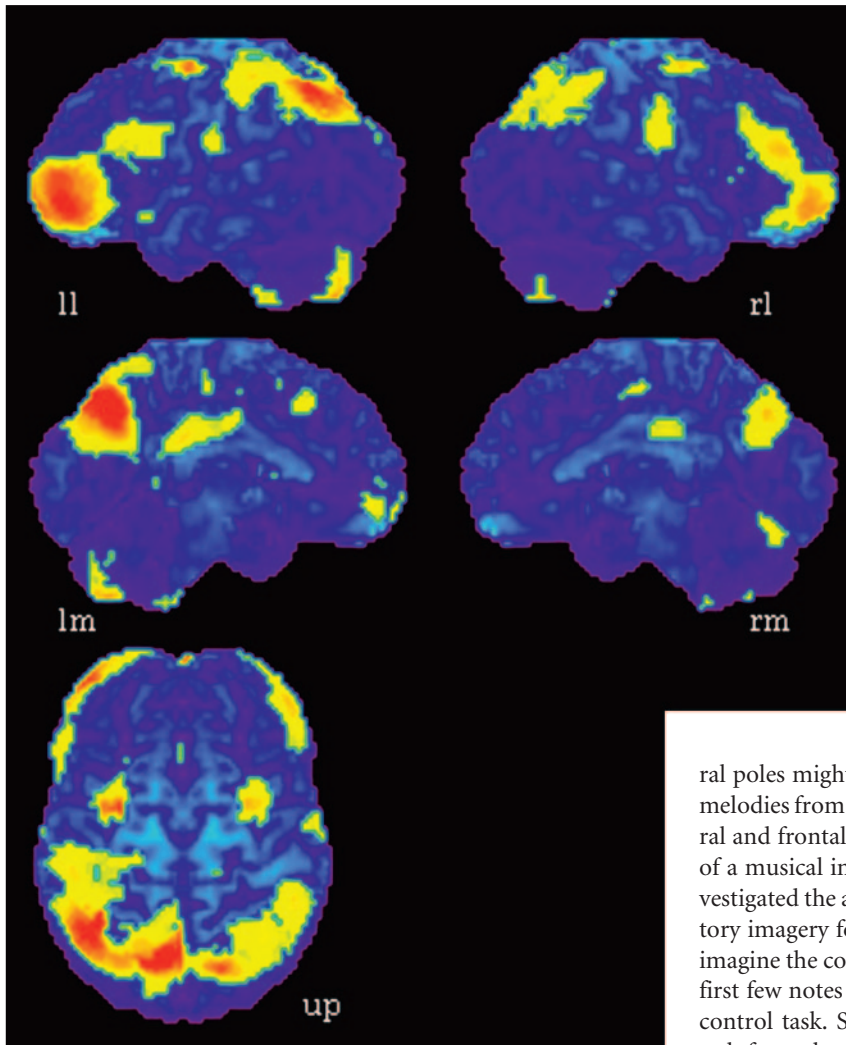 ll
rl
lm
rm
up
ral poles might
melodies from
ral and frontal
of a musical in
vestigated the a
tory imagery fo
imagine the co
first few notes
control task. S